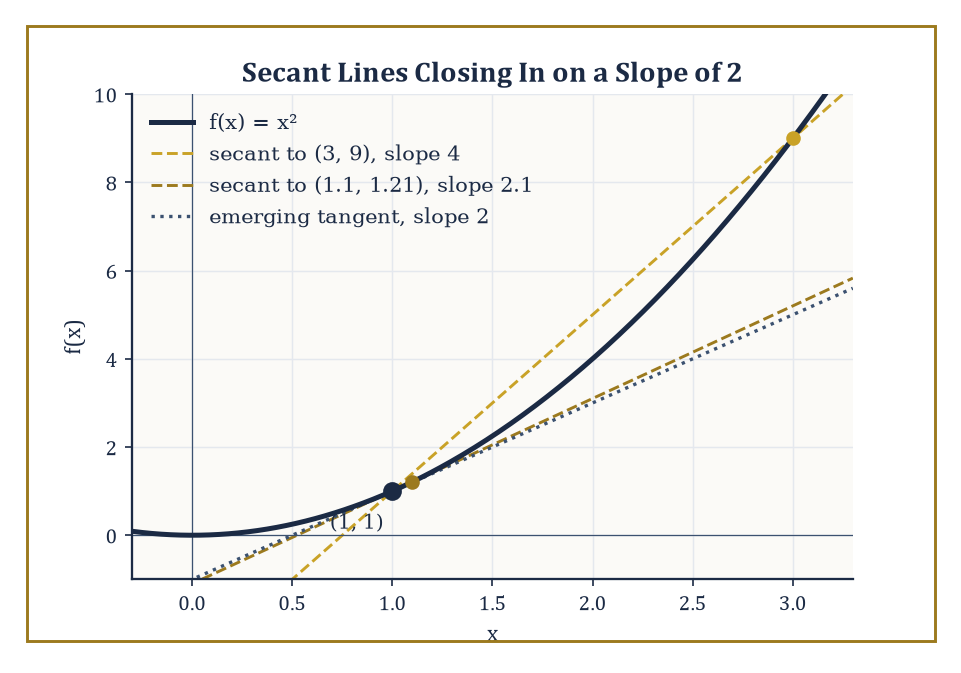 Secant Lines Closing In on a Slope of 2
f(x) = x²
secant to (3, 9), slope 4
secant to (1.1, 1.21), slope 2.1
emerging tangent, slope 2
10
8
6
4
2
0
f(x)
(1, 1)
0.0 0.5 1.0 1.5 2.0 2.5 3.0
x